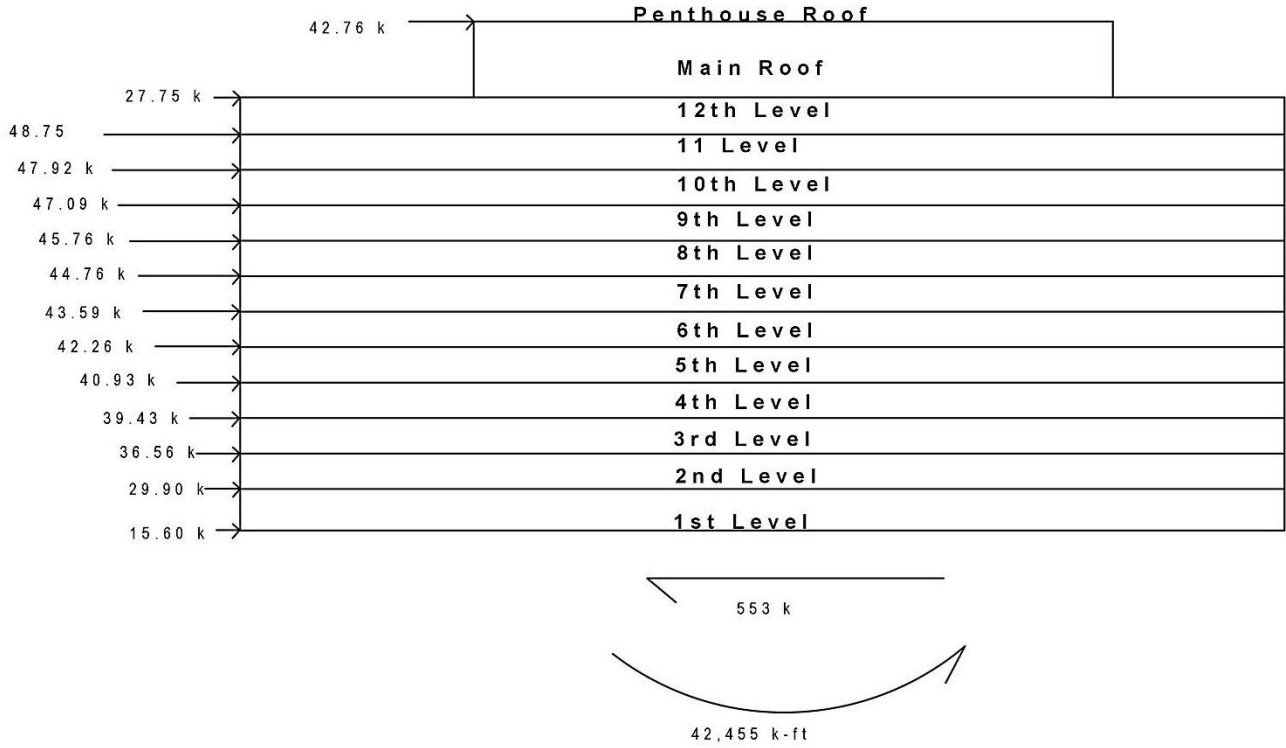 Penthouse Roof
42.76 k
Main Roof
27.75 k
12th Level
48.75
11 Level
47.92 k
10th Level
47.09 k
9th Level
45.76 k
8th Level
44.76 k
7th Level
43.59 k
6th Level
42.26 k
5th Level
40.93 k
4th Level
39.43 k
3rd Level
36.56 k
2nd Level
29.90 k
1st Level
15.60 k
553 k
42,455 k-ft